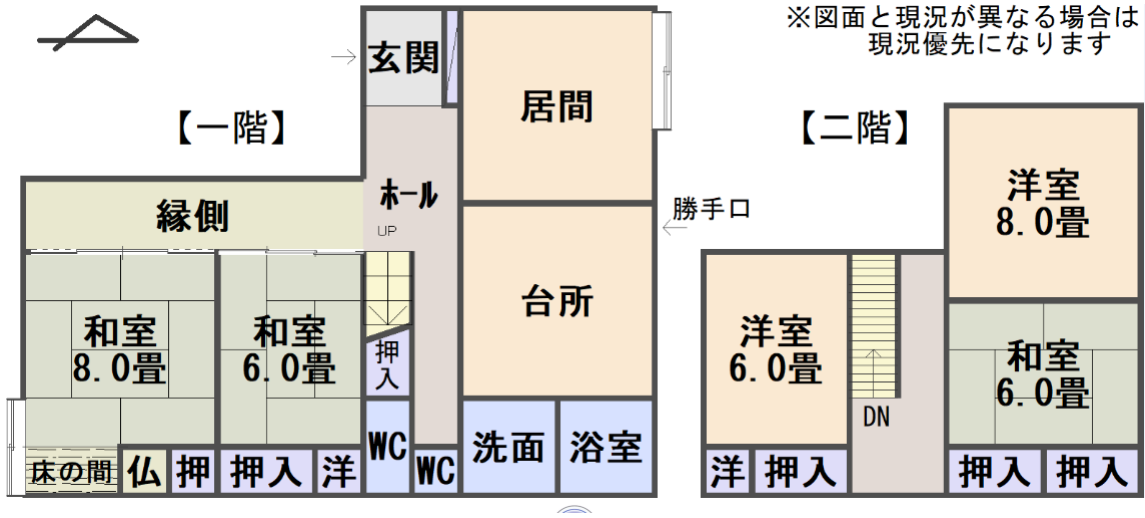 ※図面と現況が異なる場合は
現況優先になります
【一階】
玄関
居間
縁側
ホール
UP
勝手口
和室
8.0畳
和室
6.0畳
台所
押
入
床の間
仏
押
押入
洋
WC
WC
洗面
浴室
【二階】
洋室
8.0畳
洋室
6.0畳
和室
6.0畳
DN
洋
押入
押入
押入